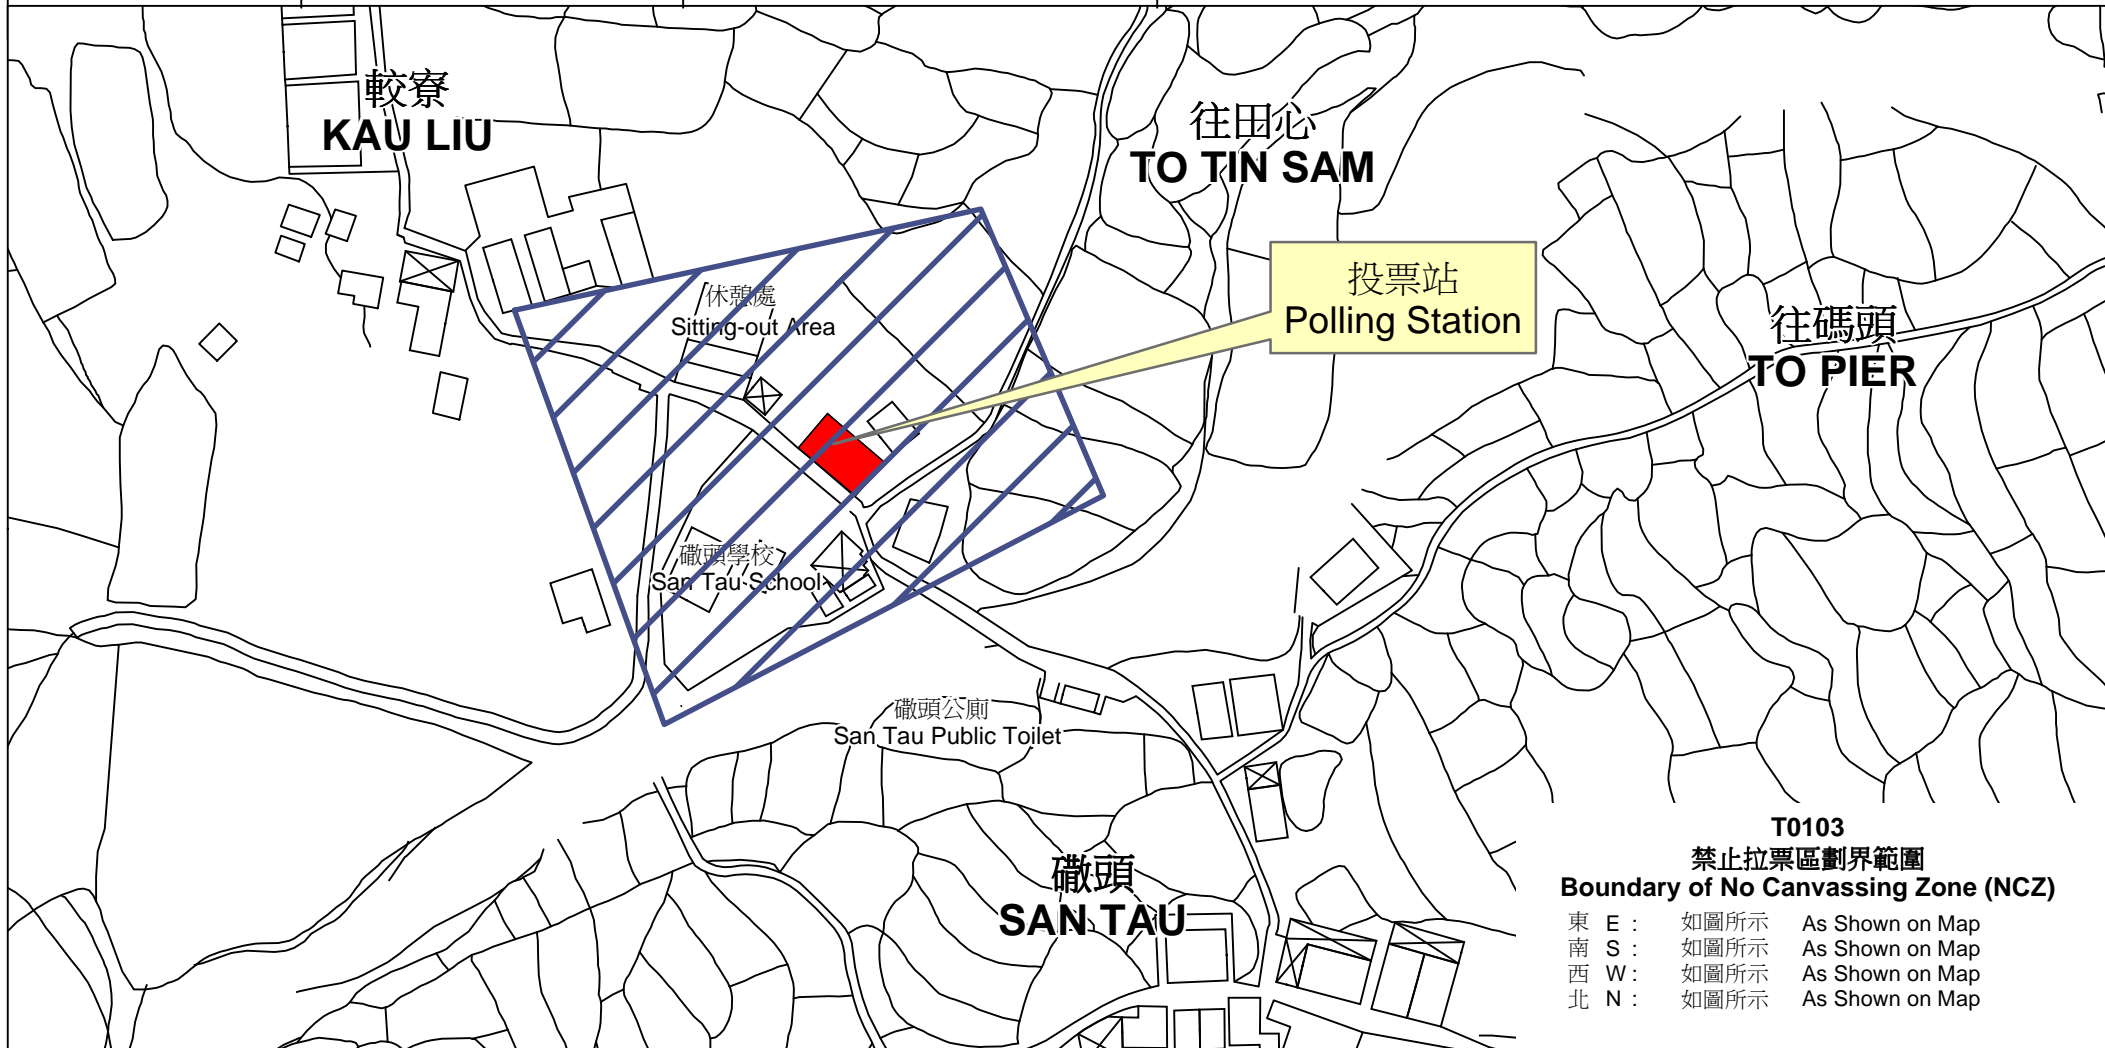 較寮
KAU LIU
往田心
TO TIN SAM
投票站
Polling Station
休憩處
Sitting-out Area
往碼頭
TO PIER
䃟頭學校
San Tau School
䃟頭公廁
San Tau Public Toilet
䃟頭
SAN TAU
T0103
禁止拉票區劃界範圍
Boundary of No Canvassing Zone (NCZ)
東 E : 如圖所示 As Shown on Map
南 S : 如圖所示 As Shown on Map
西 W : 如圖所示 As Shown on Map
北 N : 如圖所示 As Shown on Map